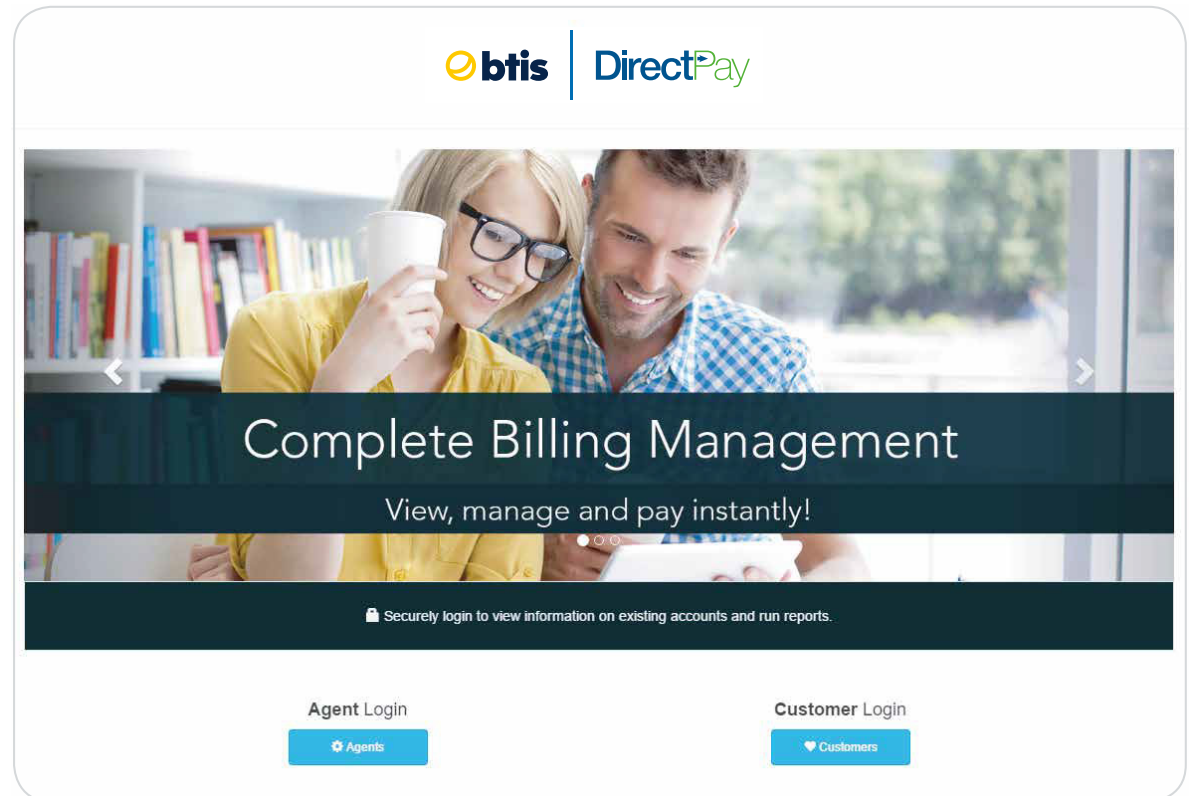 btis
DirectPay
Complete Billing Management
View, manage and pay instantly!
Securely login to view information on existing accounts and run reports.
Agent Login
Customer Login
Agents
Customers